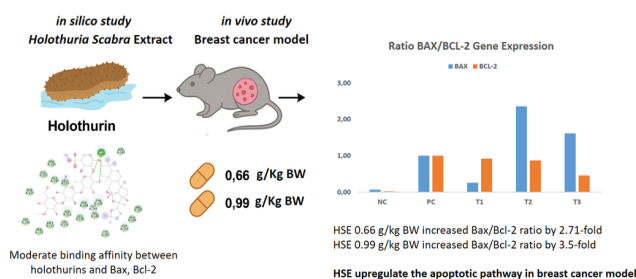 in silico study
Holothuria Scabra Extract
in vivo study
Breast cancer model
Holothurin
0,66 g/Kg BW
0,99 g/Kg BW
Moderate binding affinity between
holothurins and Bax, Bcl-2
Ratio BAX/BCL-2 Gene Expression
BAX
BCL-2
3,00
2,00
1,00
0,00
NC
PC
T1
T2
T3
HSE 0.66 g/kg BW increased Bax/Bcl-2 ratio by 2.71-fold
HSE 0.99 g/kg BW increased Bax/Bcl-2 ratio by 3.5-fold
HSE upregulate the apoptotic pathway in breast cancer model